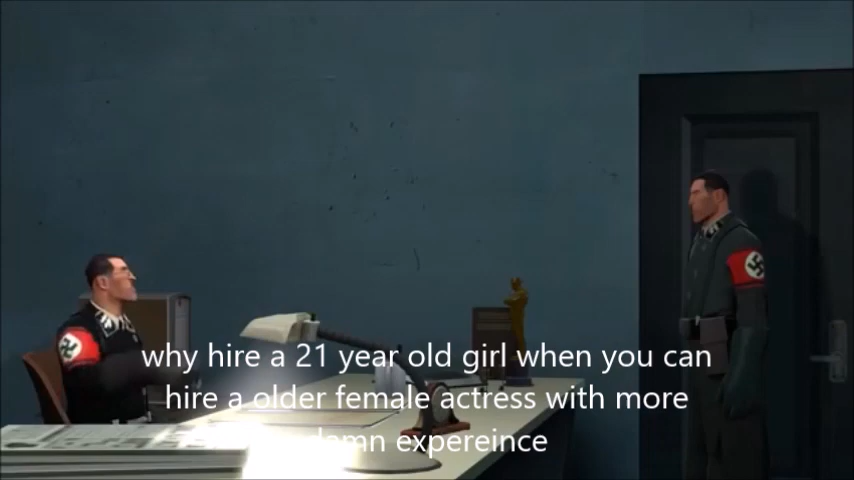 why hire a 21 year old girl when you can
hire a older female actress with more
damn expereince